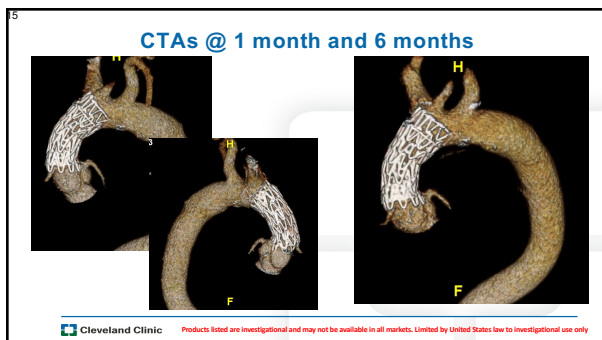 15
CTAs @ 1 month and 6 months
H
H
H
3
F
F
Cleveland Clinic
Products listed are investigational and may not be available in all markets. Limited by United States law to investigational use only